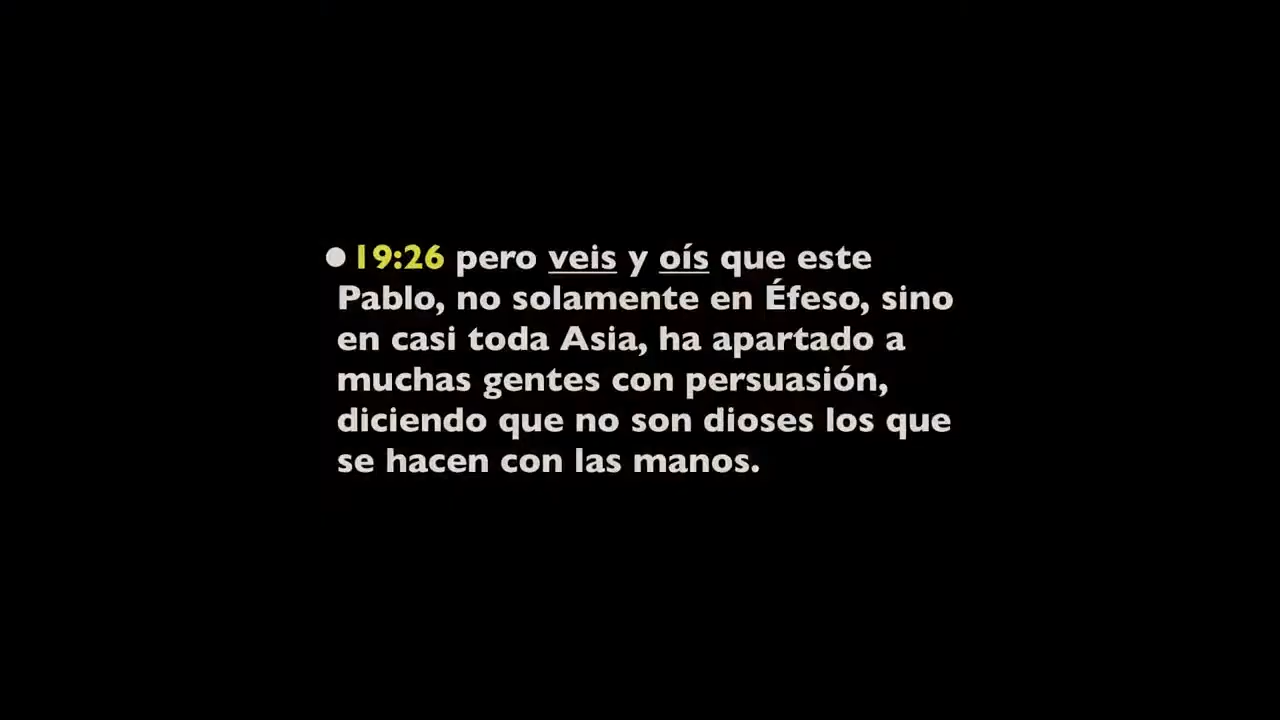 ●19:26 pero veis y oís que este
Pablo, no solamente en Éfeso, sino
en casi toda Asia, ha apartado a
muchas gentes con persuasión,
diciendo que no son dioses los que
se hacen con las manos.